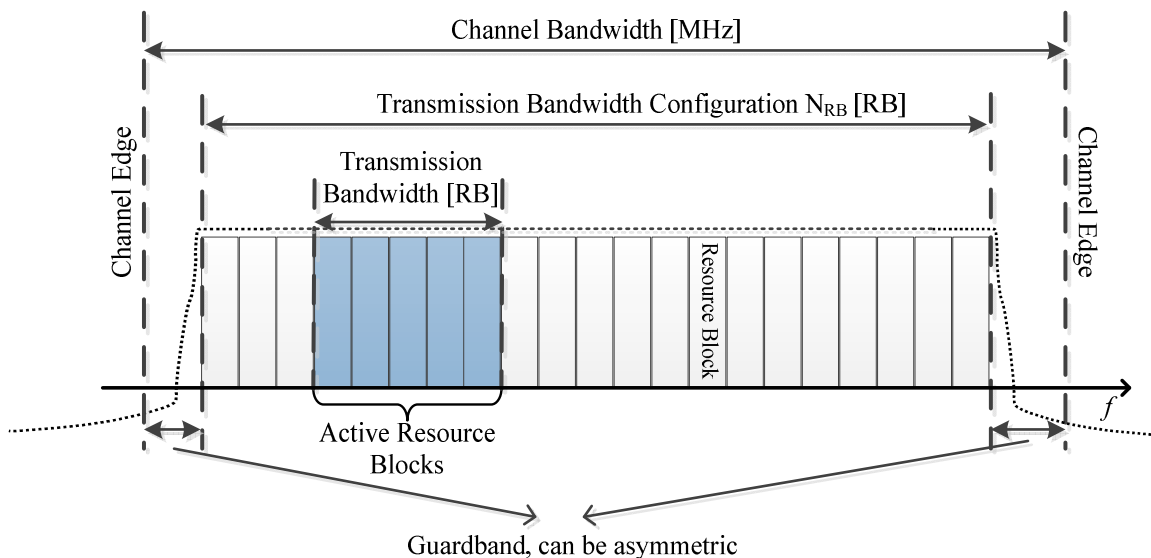 Channel Bandwidth [MHz]
Transmission Bandwidth Configuration NRB [RB]
Channel Edge
Transmission
Bandwidth [RB]
Resource Block
Channel Edge
f
Active Resource
Blocks
Guardband, can be asymmetric